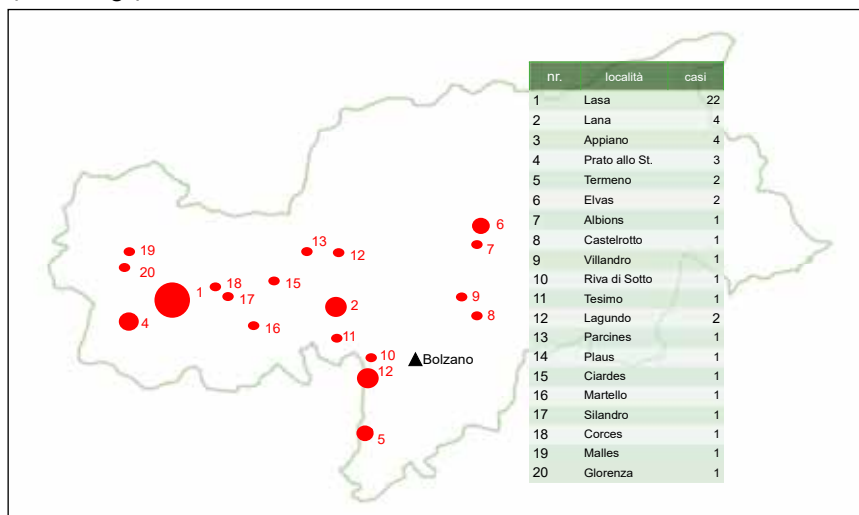 nr. località casi
1 Lasa 22
2 Lana 4
3 Appiano 4
4 Prato allo St. 3
5 Termeno 2
6 Elvas 2
7 Albions 1
8 Castelrotto 1
9 Villandro 1
10 Riva di Sotto 1
11 Tesimo 1
12 Lagundo 2
13 Parcines 1
14 Plaus 1
15 Ciardes 1
16 Martello 1
17 Silandro 1
18 Corces 1
19 Malles 1
20 Glorenza 1
6
7
13
12
19
20
15
18
1
17
9
2
8
4
16
11
10
Bolzano
12
5